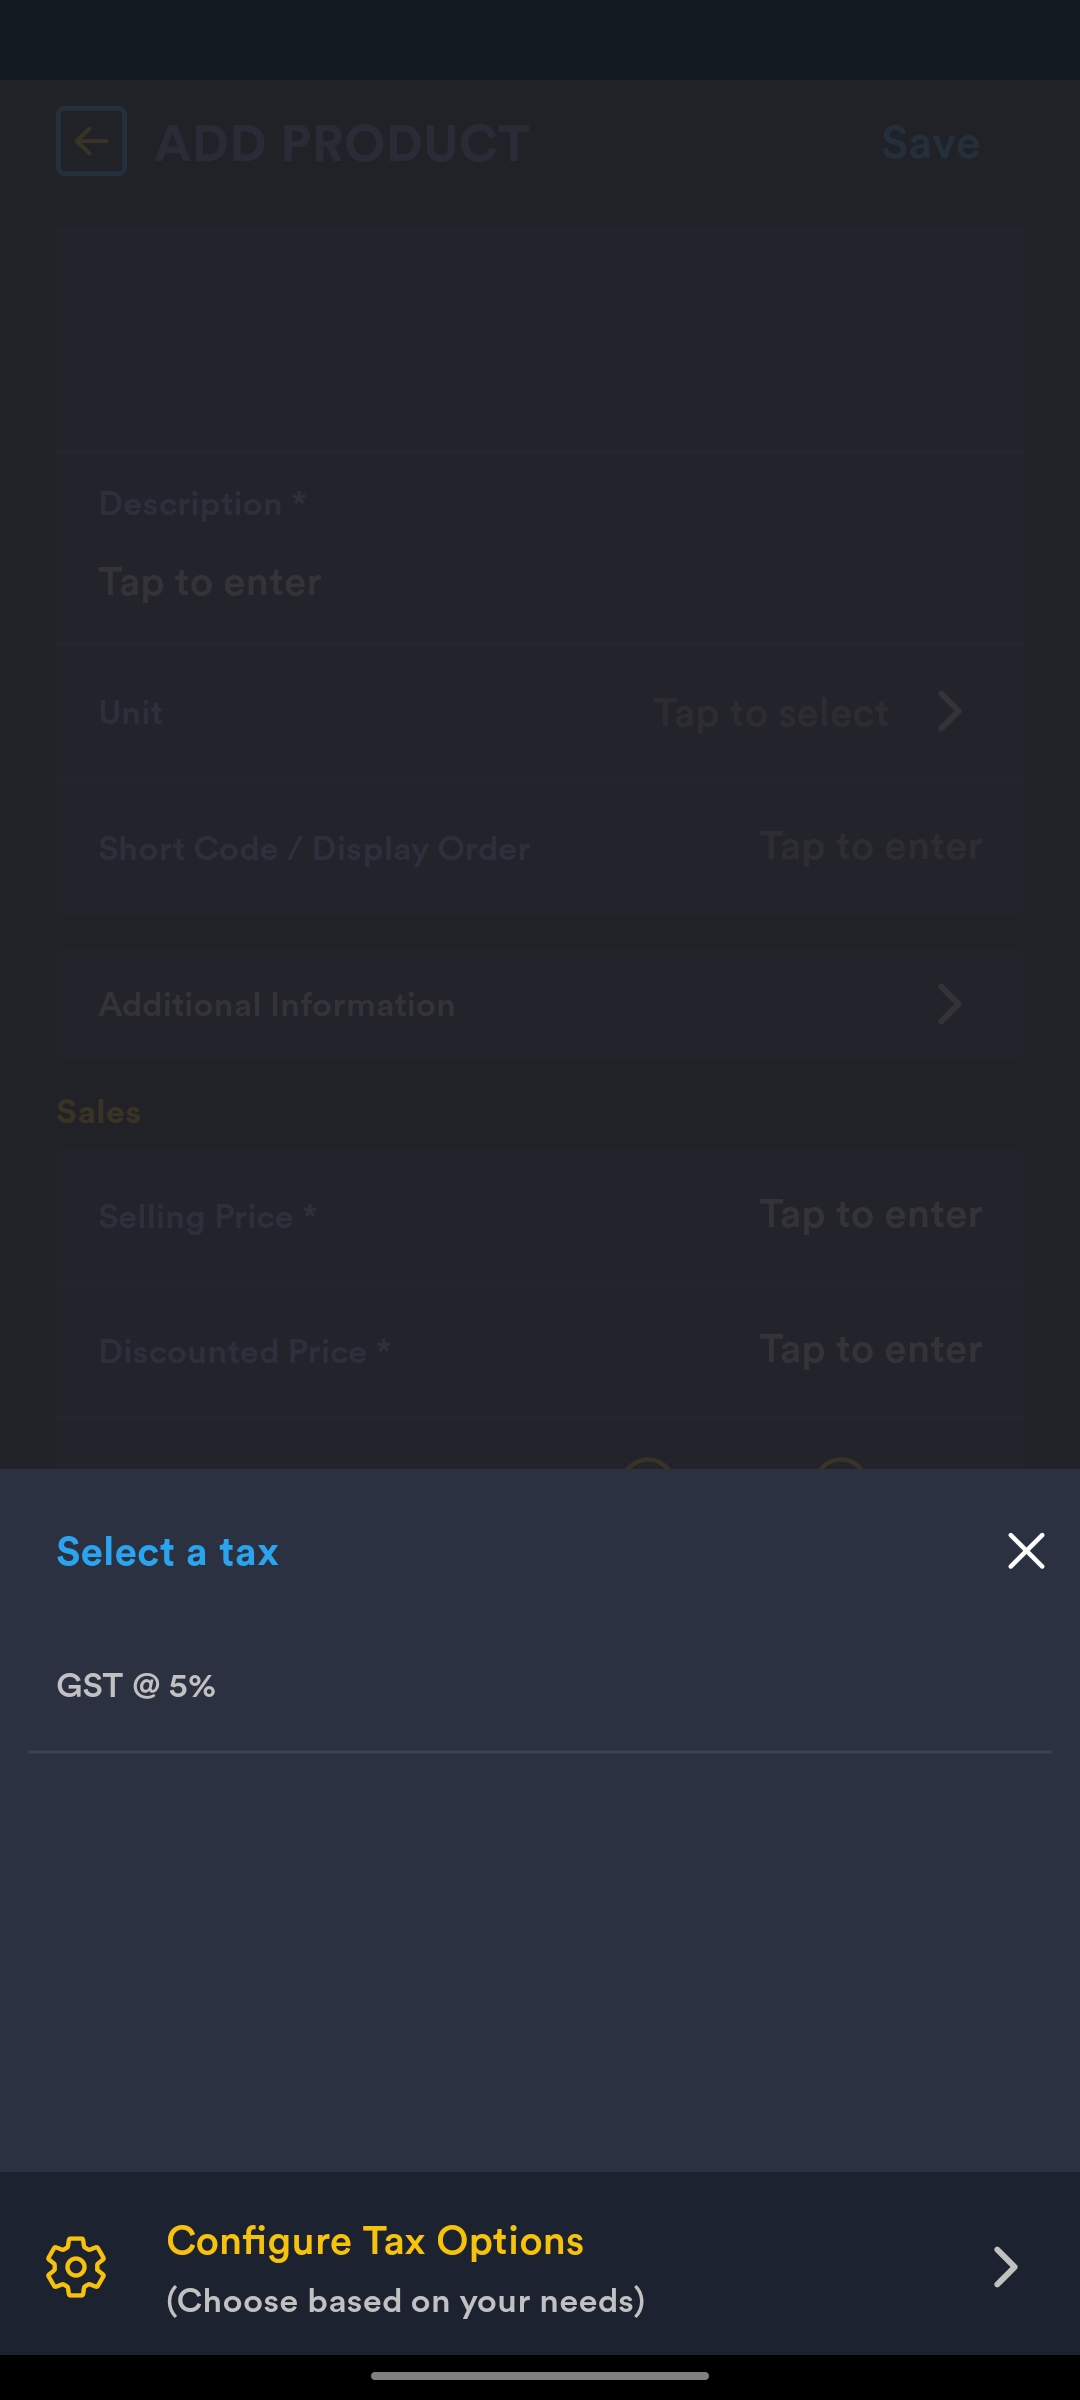 ADD PRODUCT
Save
Description *
Tap to enter
Unit
Tap to select
Short Code / Display Order
Tap to enter
Additional Information
Sales
Selling Price *
Tap to enter
Discounted Price *
Tap to enter
Select a tax
GST @ 5%
Configure Tax Options
(Choose based on your needs)